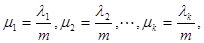 μ₁ = λ₁/m, μ₂ = λ₂/m, ⋯, μₖ = λₖ/m,